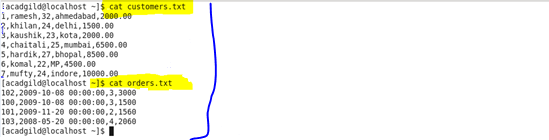 [acadgild@localhost ~]$ cat customers.txt
1,ramesh,32,ahmedabad,2000.00
2,khilan,24,delhi,1500.00
3,kaushik,23,kota,2000.00
4,chaitali,25,mumbai,6500.00
5,hardik,27,bhopal,8500.00
6,komal,22,MP,4500.00
7,mufty,24,indore,10000.00
[acadgild@localhost ~]$ cat orders.txt
102,2009-10-08 00:00:00,3,3000
100,2009-10-08 00:00:00,3,1500
101,2009-11-20 00:00:00,2,1560
103,2008-05-20 00:00:00,4,2060
[acadgild@localhost ~]$